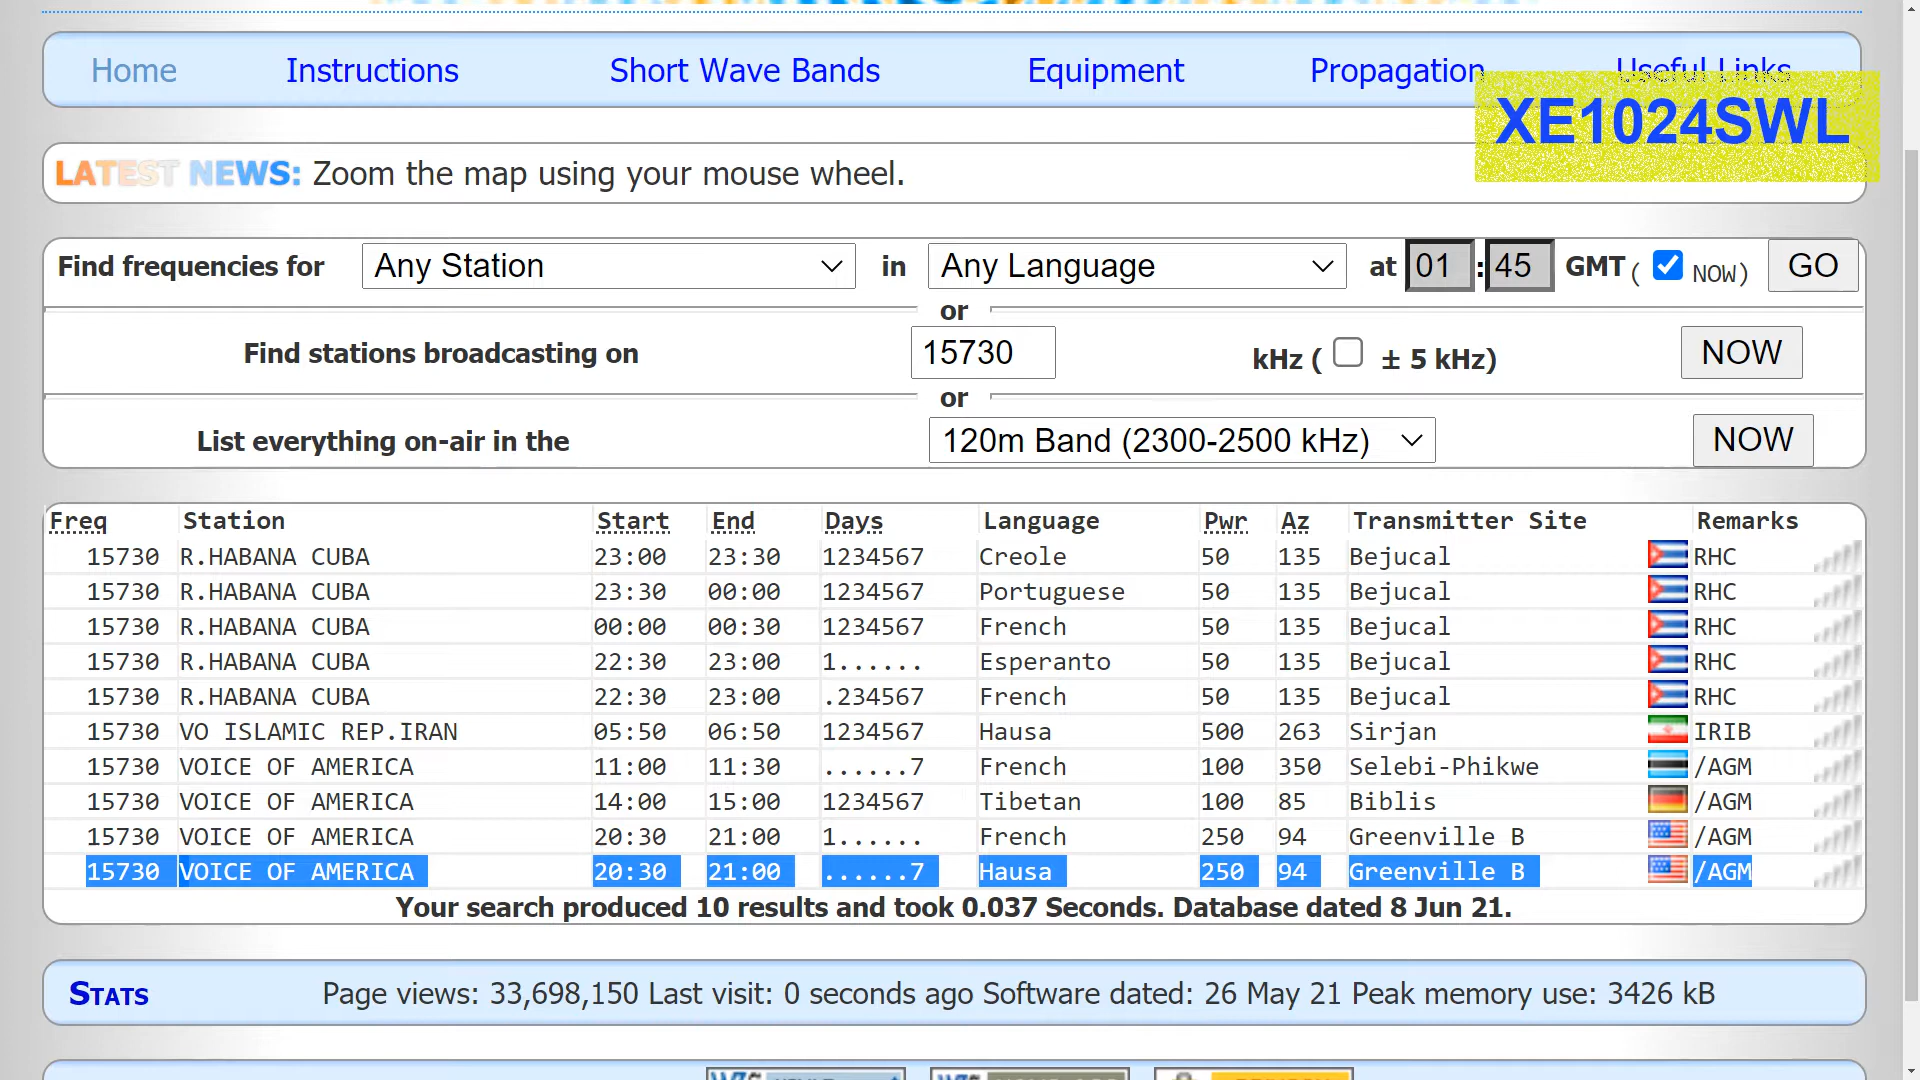 Home Instructions Short Wave Bands Equipment Propagation Useful Links
XE1024SWL
LATEST NEWS: Zoom the map using your mouse wheel.
Find frequencies for Any Station in Any Language at 01 : 45 GMT ( NOW) GO
or
Find stations broadcasting on 15730 kHz ( ± 5 kHz) NOW
or
List everything on-air in the 120m Band (2300-2500 kHz) NOW
Freq Station Start End Days Language Pwr Az Transmitter Site Remarks
15730 R.HABANA CUBA 23:00 23:30 1234567 Creole 50 135 Bejucal RHC
15730 R.HABANA CUBA 23:30 00:00 1234567 Portuguese 50 135 Bejucal RHC
15730 R.HABANA CUBA 00:00 00:30 1234567 French 50 135 Bejucal RHC
15730 R.HABANA CUBA 22:30 23:00 1...... Esperanto 50 135 Bejucal RHC
15730 R.HABANA CUBA 22:30 23:00 .234567 French 50 135 Bejucal RHC
15730 VO ISLAMIC REP.IRAN 05:50 06:50 1234567 Hausa 500 263 Sirjan IRIB
15730 VOICE OF AMERICA 11:00 11:30 ......7 French 100 350 Selebi-Phikwe /AGM
15730 VOICE OF AMERICA 14:00 15:00 1234567 Tibetan 100 85 Biblis /AGM
15730 VOICE OF AMERICA 20:30 21:00 1...... French 250 94 Greenville B /AGM
15730 VOICE OF AMERICA 20:30 21:00 ......7 Hausa 250 94 Greenville B /AGM
Your search produced 10 results and took 0.037 Seconds. Database dated 8 Jun 21.
STATS Page views: 33,698,150 Last visit: 0 seconds ago Software dated: 26 May 21 Peak memory use: 3426 kB